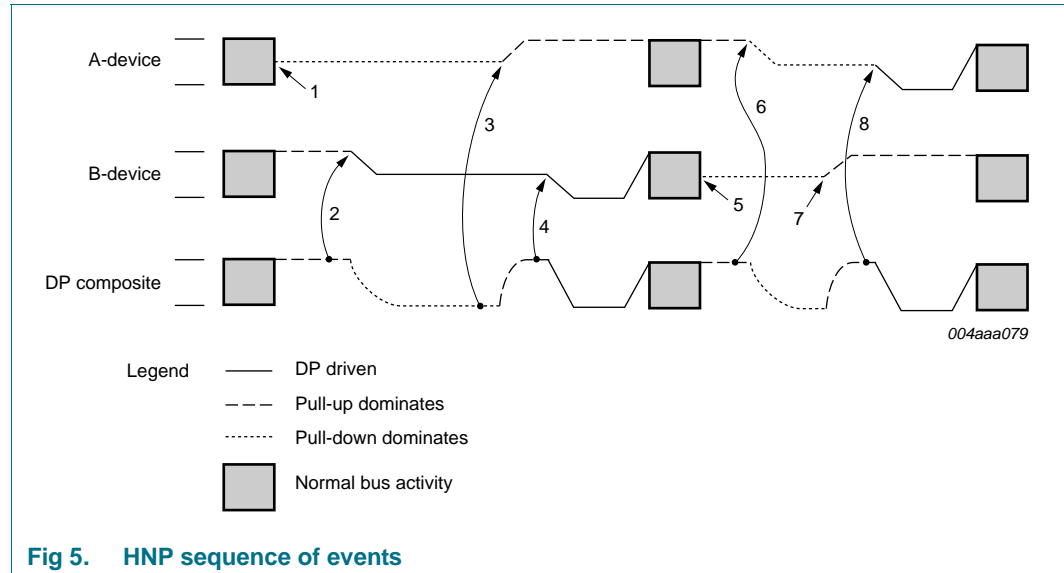 A-device
1
3
6
8
B-device
2
4
5
7
DP composite
004aaa079
Legend
DP driven
Pull-up dominates
Pull-down dominates
Normal bus activity
Fig 5. HNP sequence of events